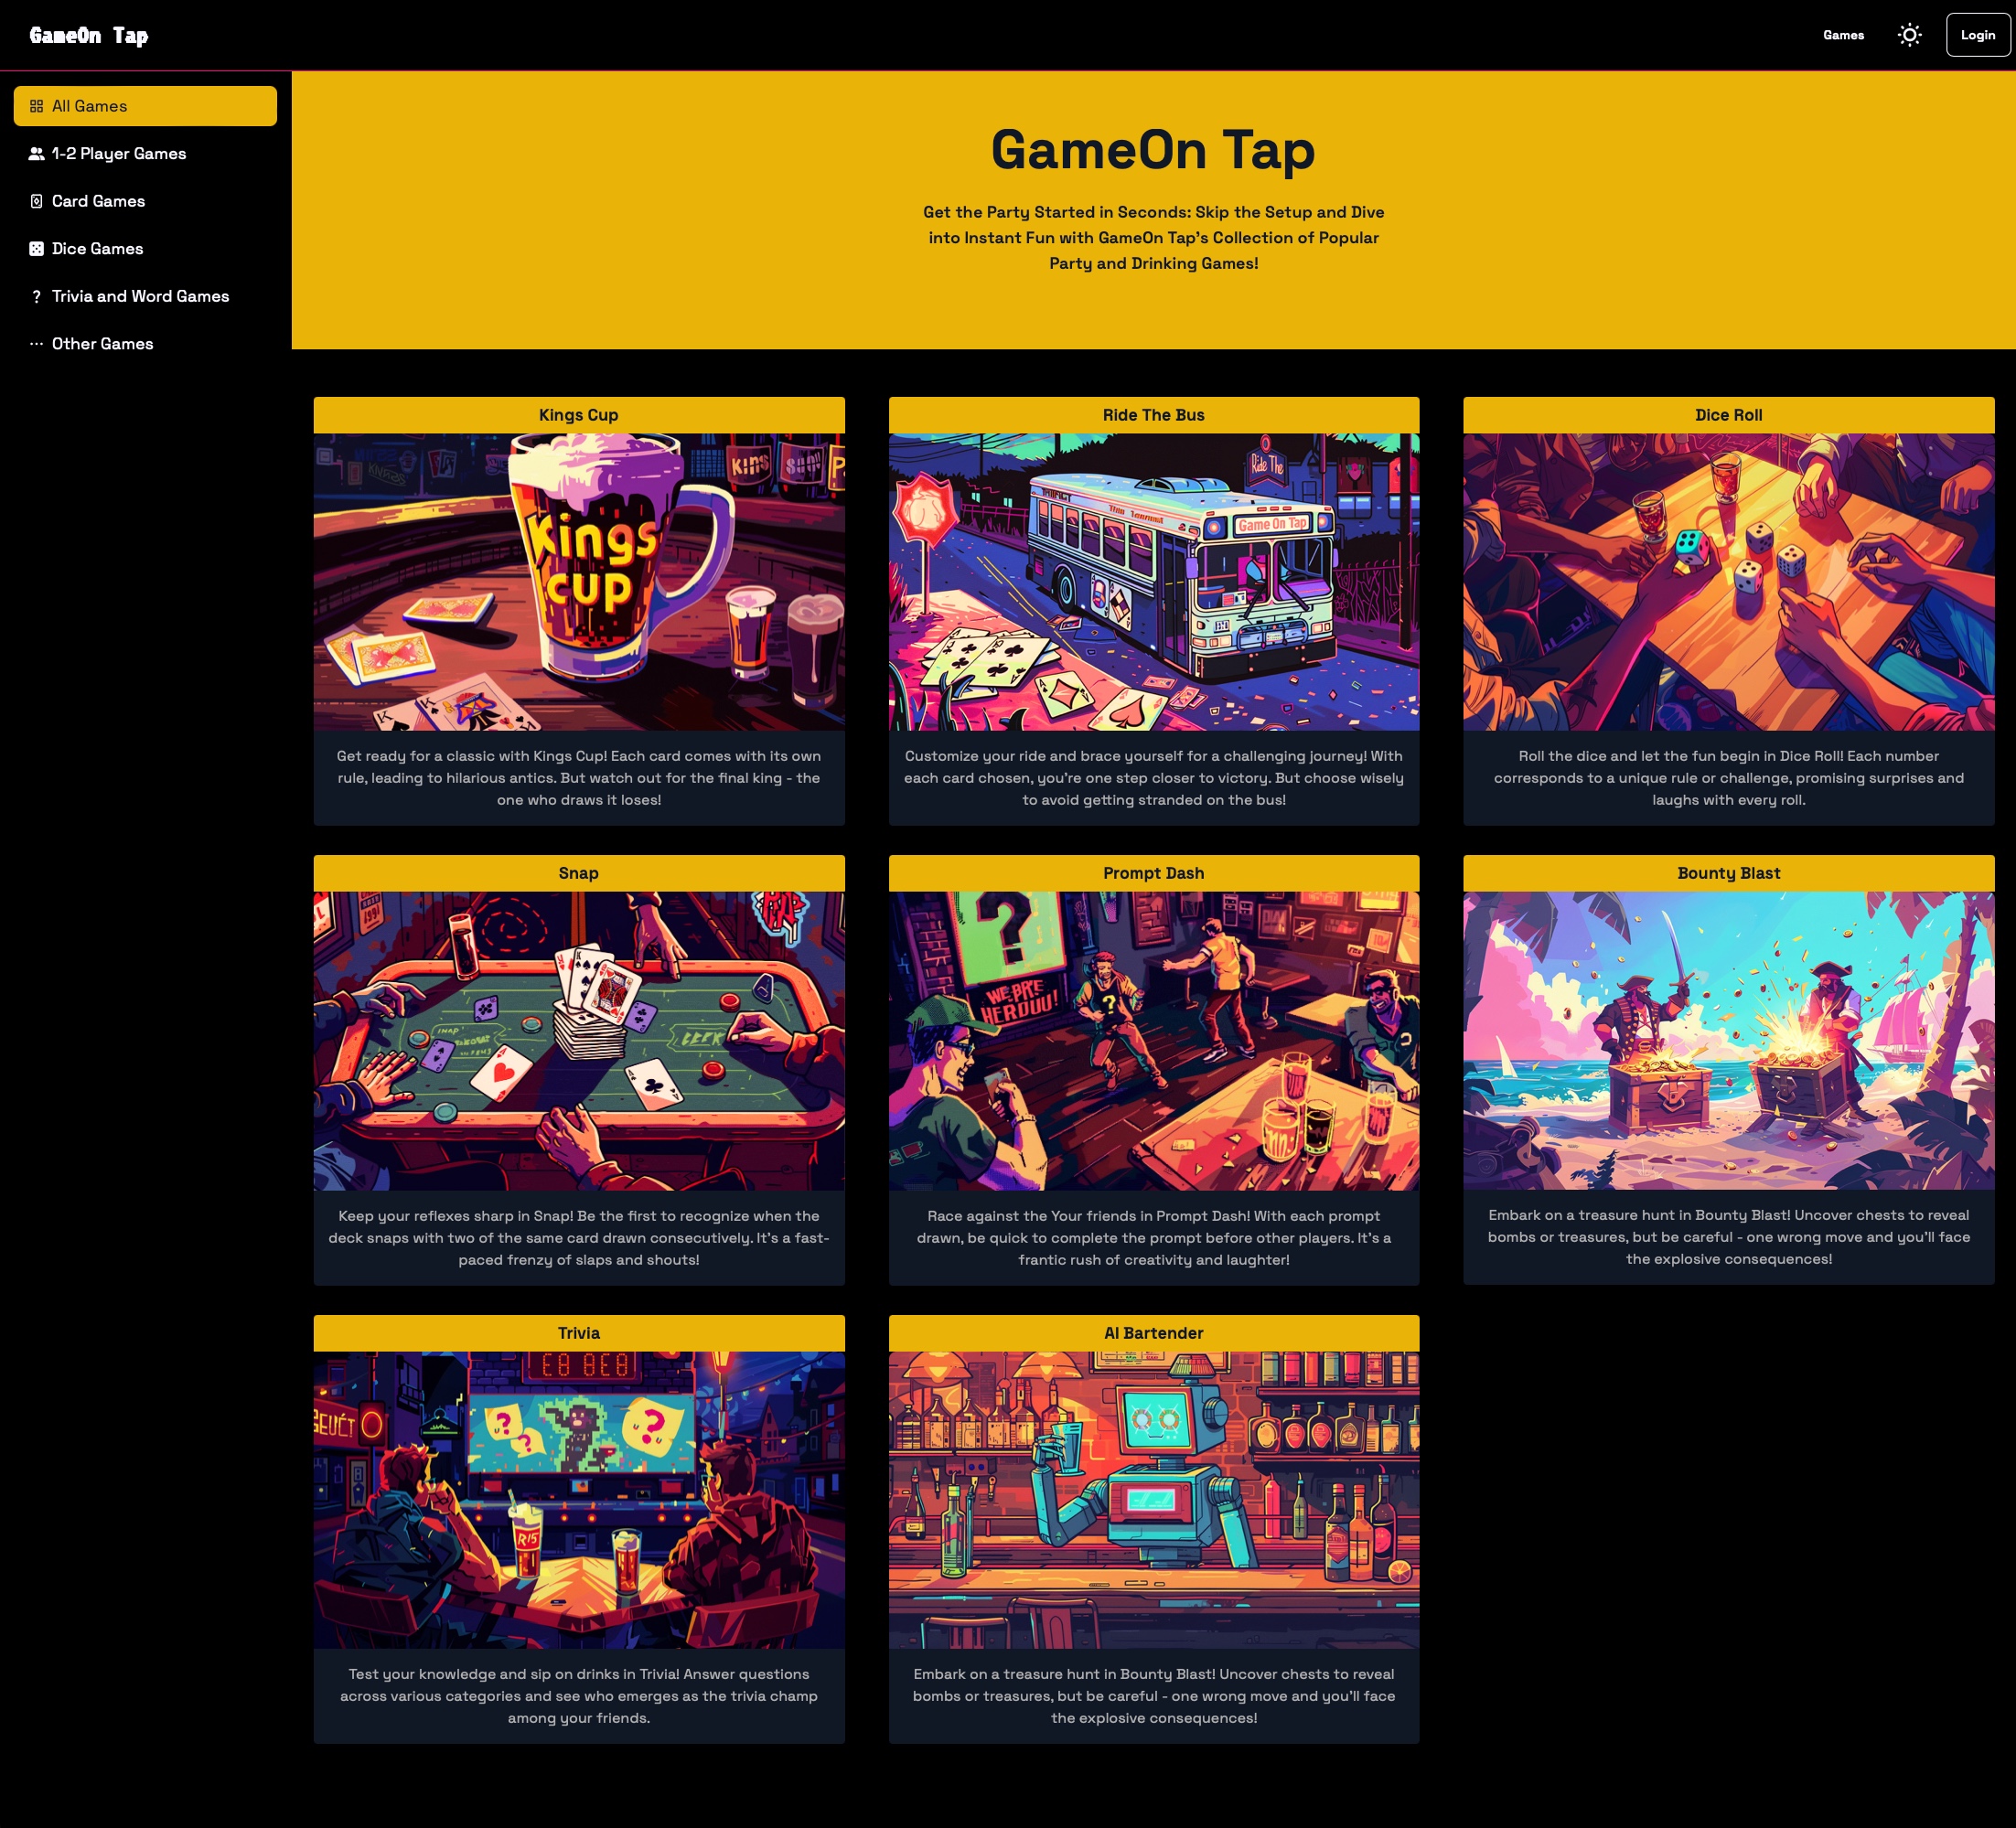 GameOn Tap
Games
Login
All Games
1-2 Player Games
Card Games
Dice Games
Trivia and Word Games
Other Games
GameOn Tap
Get the Party Started in Seconds: Skip the Setup and Dive
into Instant Fun with GameOn Tap's Collection of Popular
Party and Drinking Games!
Kings Cup
Kings
CUP
Get ready for a classic with Kings Cup! Each card comes with its own
rule, leading to hilarious antics. But watch out for the final king - the
one who draws it loses!
Ride The Bus
Ride The
Game On Tap
Customize your ride and brace yourself for a challenging journey! With
each card chosen, you're one step closer to victory. But choose wisely
to avoid getting stranded on the bus!
Dice Roll
Roll the dice and let the fun begin in Dice Roll! Each number
corresponds to a unique rule or challenge, promising surprises and
laughs with every roll.
Snap
Keep your reflexes sharp in Snap! Be the first to recognize when the
deck snaps with two of the same card drawn consecutively. It's a fast-
paced frenzy of slaps and shouts!
Prompt Dash
?
WE:PRE
HERDUU!
?
Race against the Your friends in Prompt Dash! With each prompt
drawn, be quick to complete the prompt before other players. It's a
frantic rush of creativity and laughter!
Bounty Blast
Embark on a treasure hunt in Bounty Blast! Uncover chests to reveal
bombs or treasures, but be careful - one wrong move and you'll face
the explosive consequences!
Trivia
? ? ?
R15
Test your knowledge and sip on drinks in Trivia! Answer questions
across various categories and see who emerges as the trivia champ
among your friends.
AI Bartender
Embark on a treasure hunt in Bounty Blast! Uncover chests to reveal
bombs or treasures, but be careful - one wrong move and you'll face
the explosive consequences!